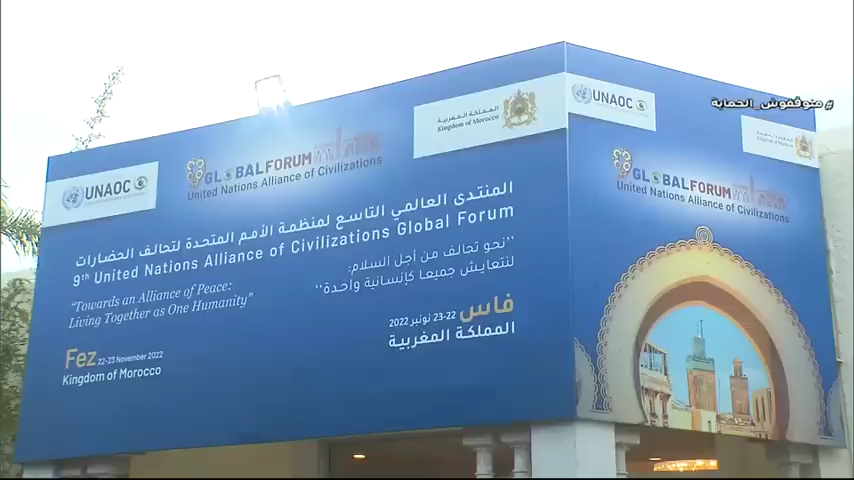 #منوقفوش_الحماية
UNAOC
GLOBALFORUM
United Nations Alliance of Civilizations
المملكة المغربية
Kingdom of Morocco
المنتدى العالمي التاسع لمنظمة الأمم المتحدة لتحالف الحضارات
9th United Nations Alliance of Civilizations Global Forum
"Towards an Alliance of Peace:
Living Together as One Humanity"
''نحو تحالف من أجل السلام:
لنتعايش جميعا كإنسانية واحدة''
Fez 22-23 November 2022
Kingdom of Morocco
فاس 22-23 نونبر 2022
المملكة المغربية
UNAOC
المملكة المغربية
Kingdom of Morocco
GLOBALFORUM
United Nations Alliance of Civilizations